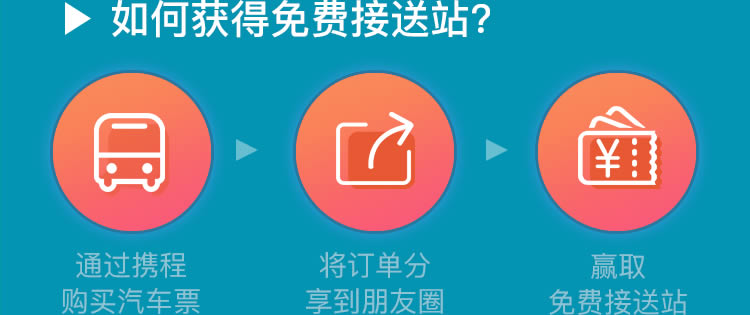 如何获得免费接送站?
通过携程
购买汽车票
将订单分
享到朋友圈
¥
赢取
免费接送站